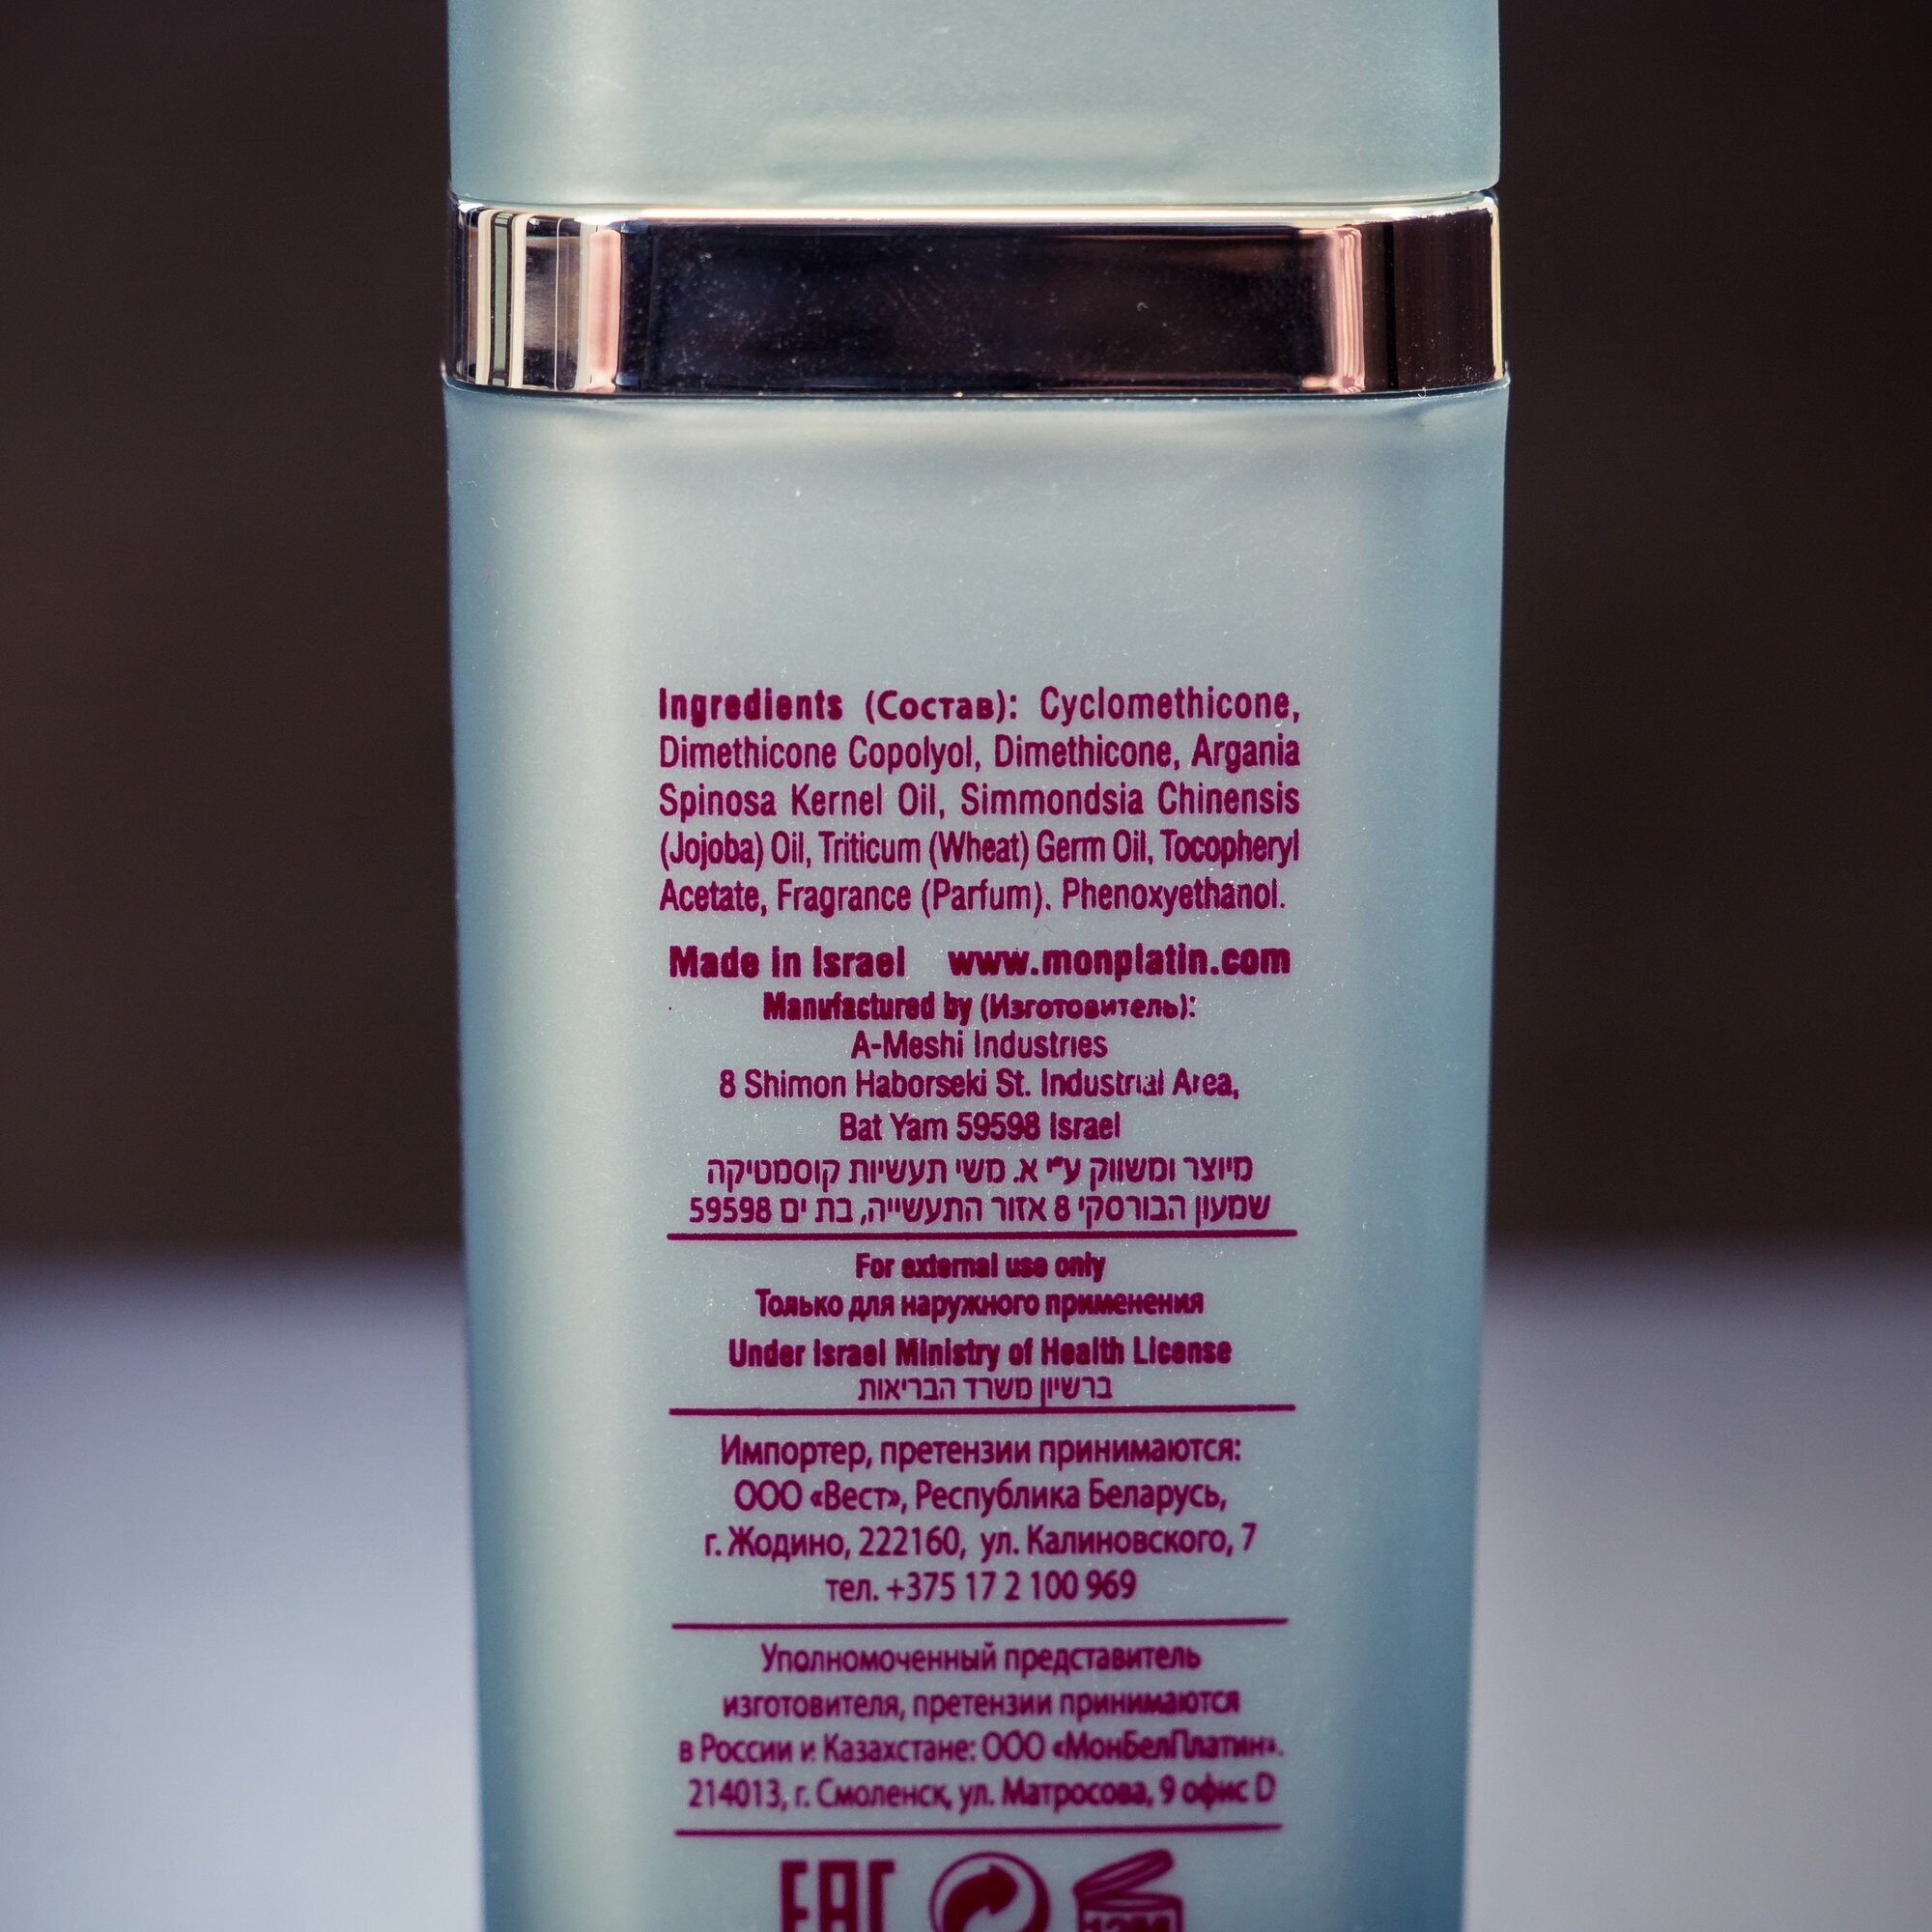 Ingredients (Состав): Cyclomethicone,
Dimethicone Copolyol, Dimethicone, Argania
Spinosa Kernel Oil, Simmondsia Chinensis
(Jojoba) Oil, Triticum (Wheat) Germ Oil, Tocopheryl
Acetate, Fragrance (Parfum). Phenoxyethanol.
Made in Israel www.monplatin.com
Manufactured by (Изготовитель):
A-Meshi Industries
8 Shimon Haborseki St. Industrial Area,
Bat Yam 59598 Israel
מיוצר ומשווק ע״י א. משי תעשיות קוסמטיקה
שמעון הבורסקי 8 אזור התעשייה, בת ים 59598
For external use only
Только для наружного применения
Under Israel Ministry of Health License
ברשיון משרד הבריאות
Импортер, претензии принимаются:
ООО «Вест», Республика Беларусь,
г. Жодино, 222160, ул. Калиновского, 7
тел. +375 17 2 100 969
Уполномоченный представитель
изготовителя, претензии принимаются
в России и Казахстане: ООО «МонБелПлатин».
214013, г. Смоленск, ул. Матросова, 9 офис D
EAC 12M